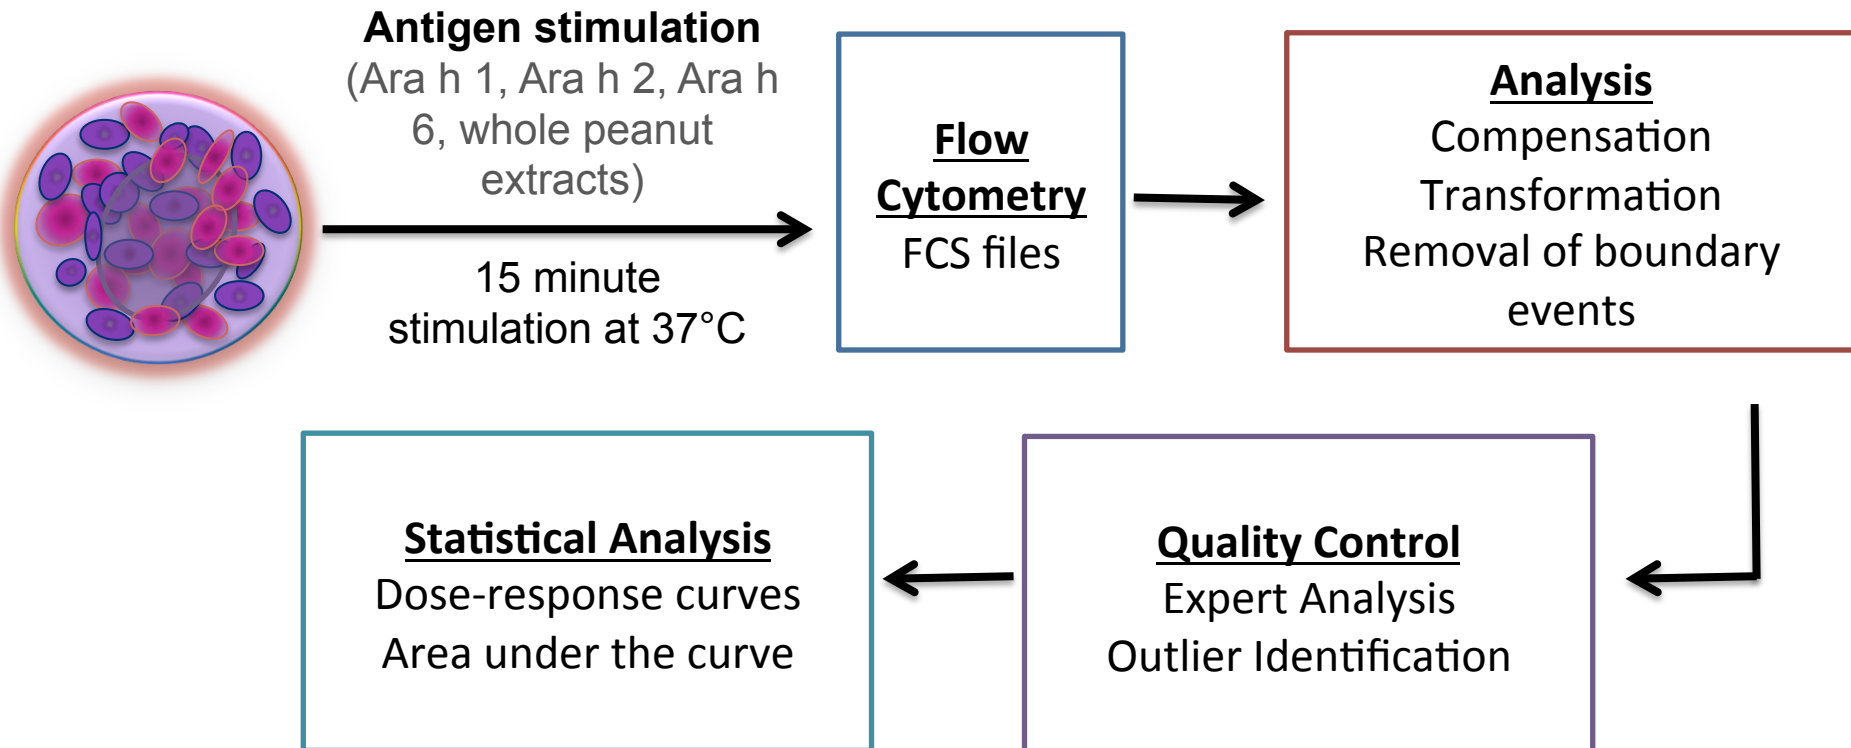 Antigen stimulation
(Ara h 1, Ara h 2, Ara h
6, whole peanut
extracts)
15 minute
stimulation at 37°C
Flow
Cytometry
FCS files
Analysis
Compensation
Transformation
Removal of boundary
events
Statistical Analysis
Dose-response curves
Area under the curve
Quality Control
Expert Analysis
Outlier Identification